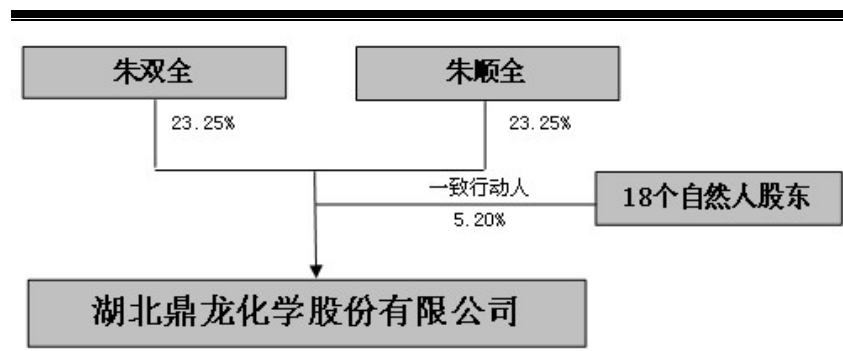 朱双全
朱顺全
23.25%
23.25%
一致行动人
18个自然人股东
5.20%
湖北鼎龙化学股份有限公司